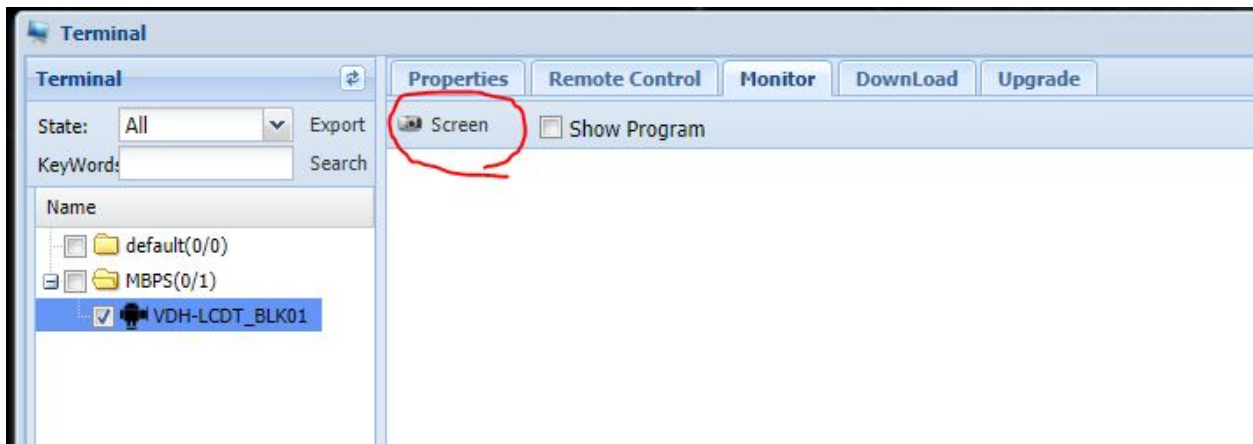 Terminal
Terminal
Properties Remote Control Monitor DownLoad Upgrade
State: All Export
Screen Show Program
KeyWords Search
Name
default(0/0)
MBPS(0/1)
VDH-LCDT_BLK01